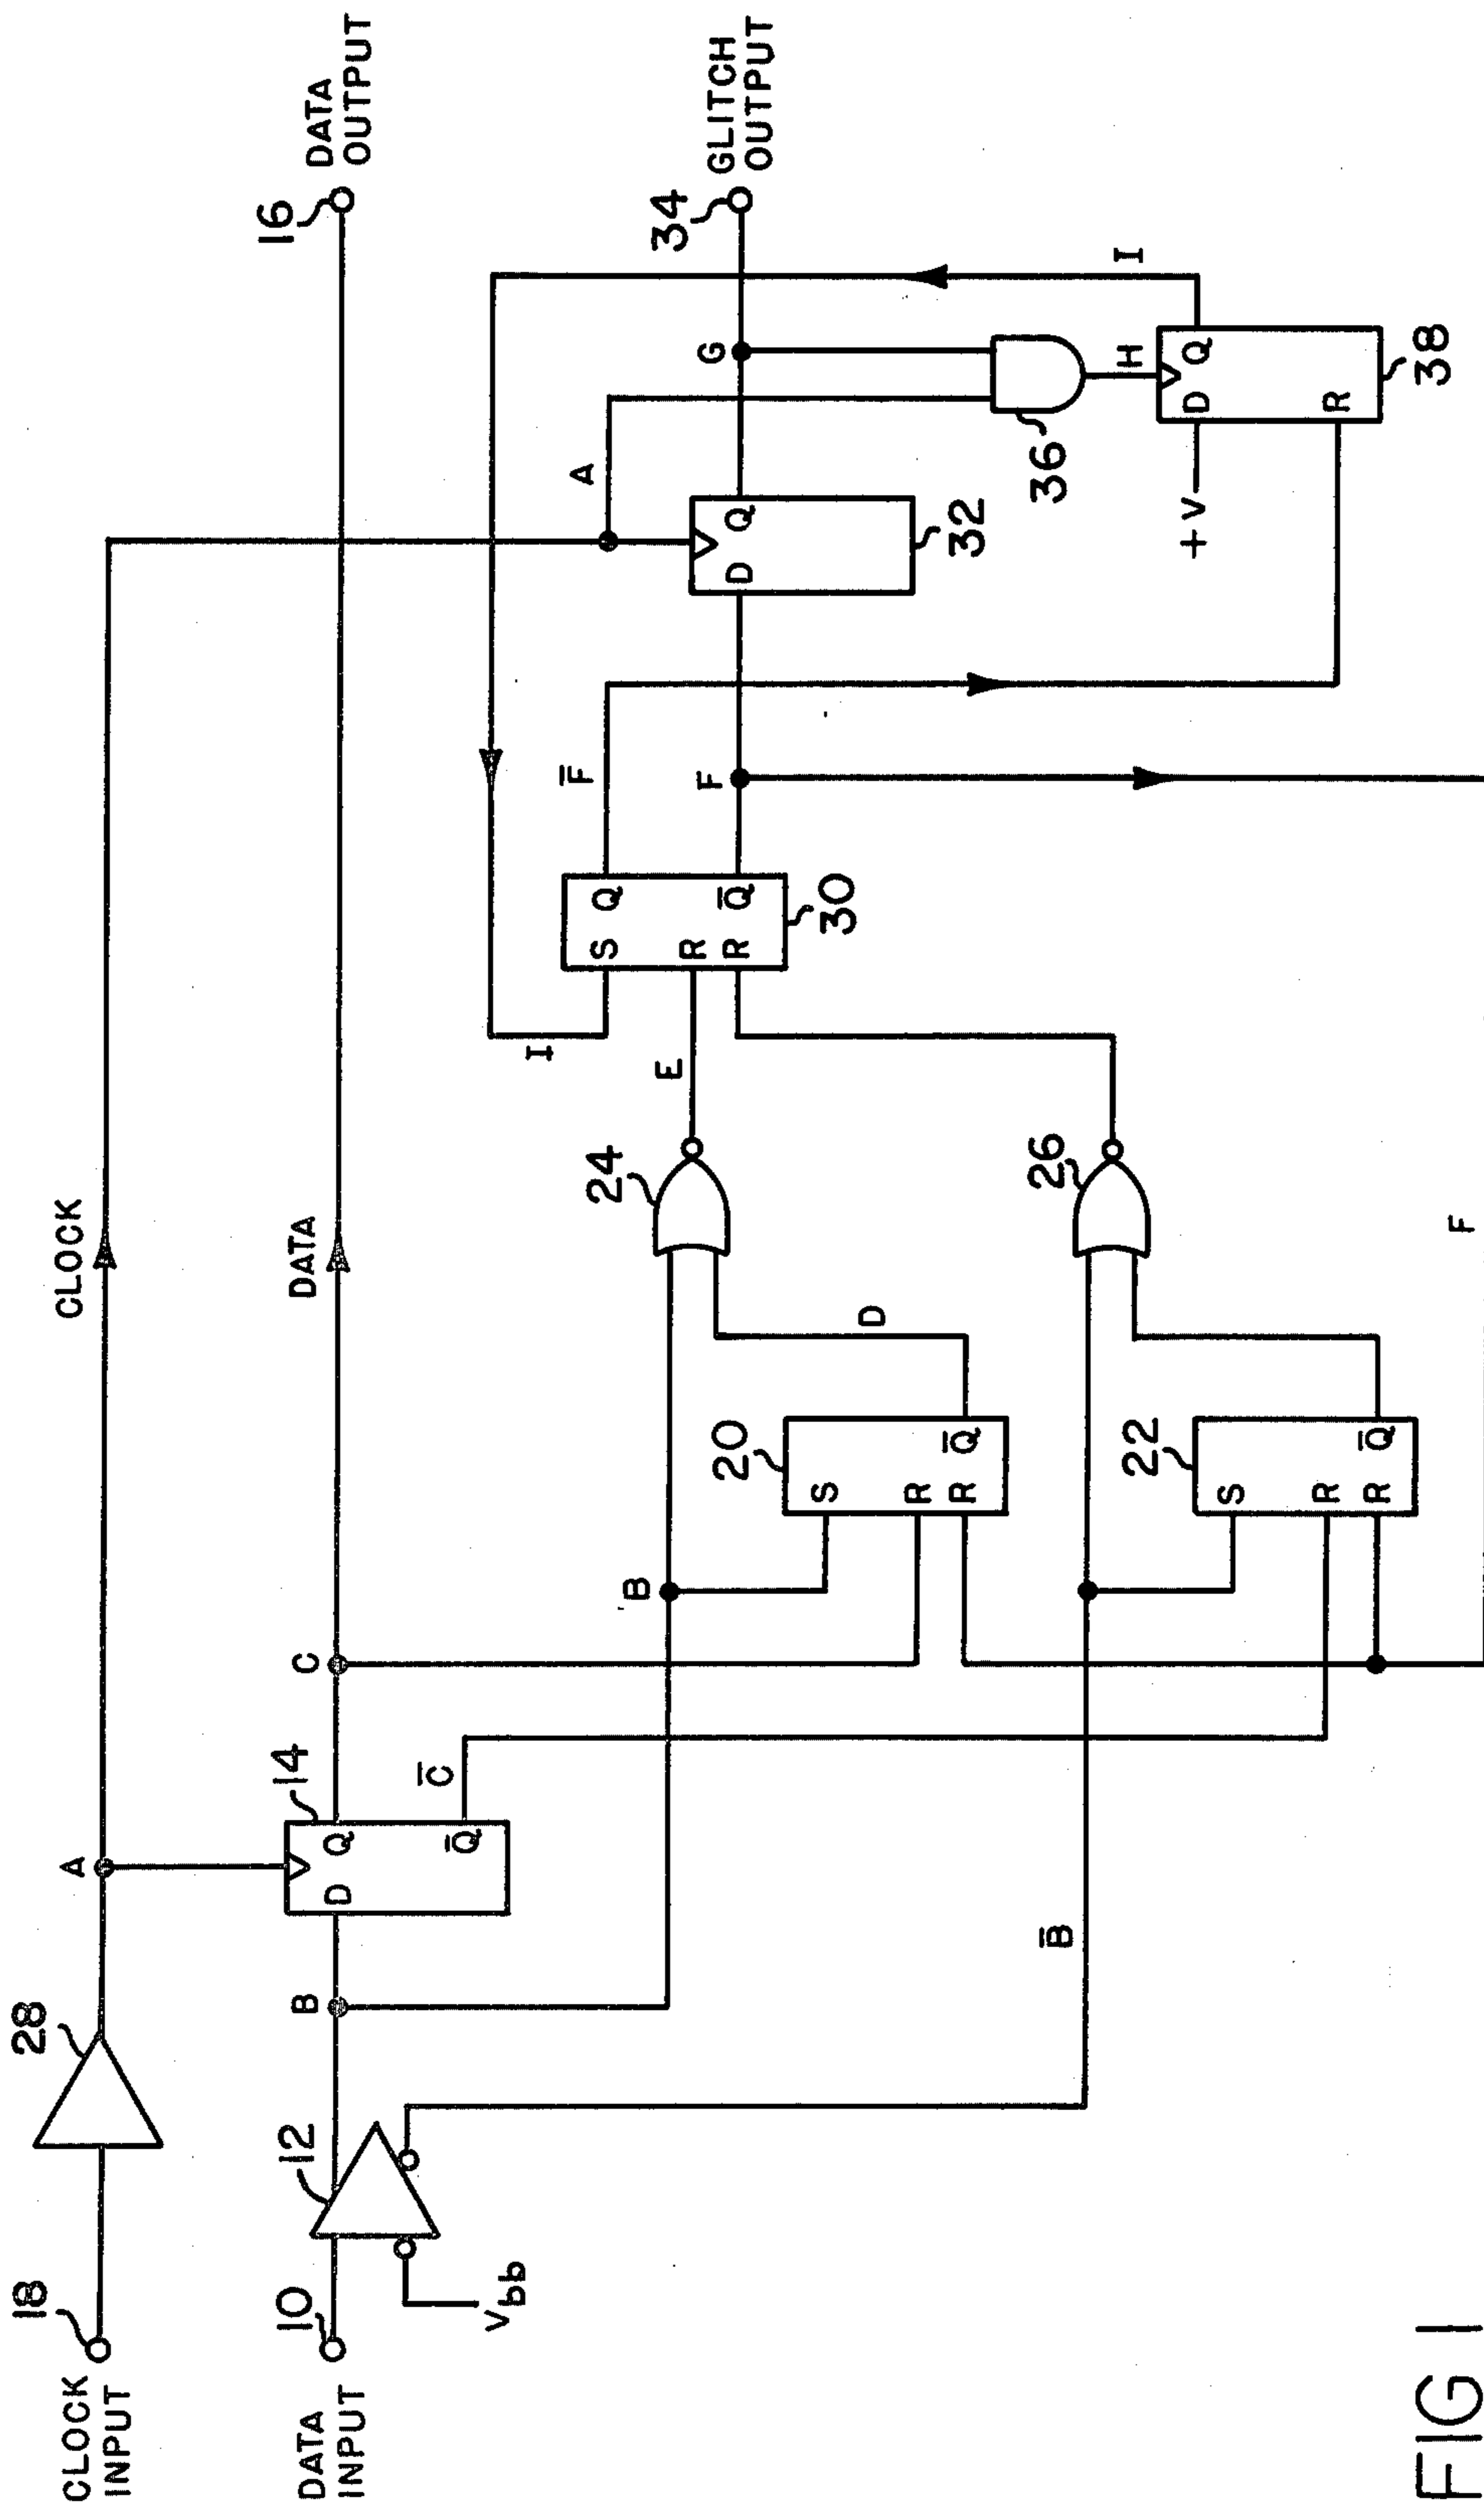 CLOCK
INPUT
18
28
A
CLOCK
DATA
INPUT
10
12
Vbb
B
14
D
Q
Q̅
C
C̅
DATA
16
DATA
OUTPUT
B
B̅
20
S
R
R
Q̅
D
22
S
R
R
Q̅
24
26
E
I
S
R
R
Q
Q̅
30
F̅
F
F
A
D
Q
32
G
34
GLITCH
OUTPUT
36
H
+V
D
Q
R
38
I
FIG 1